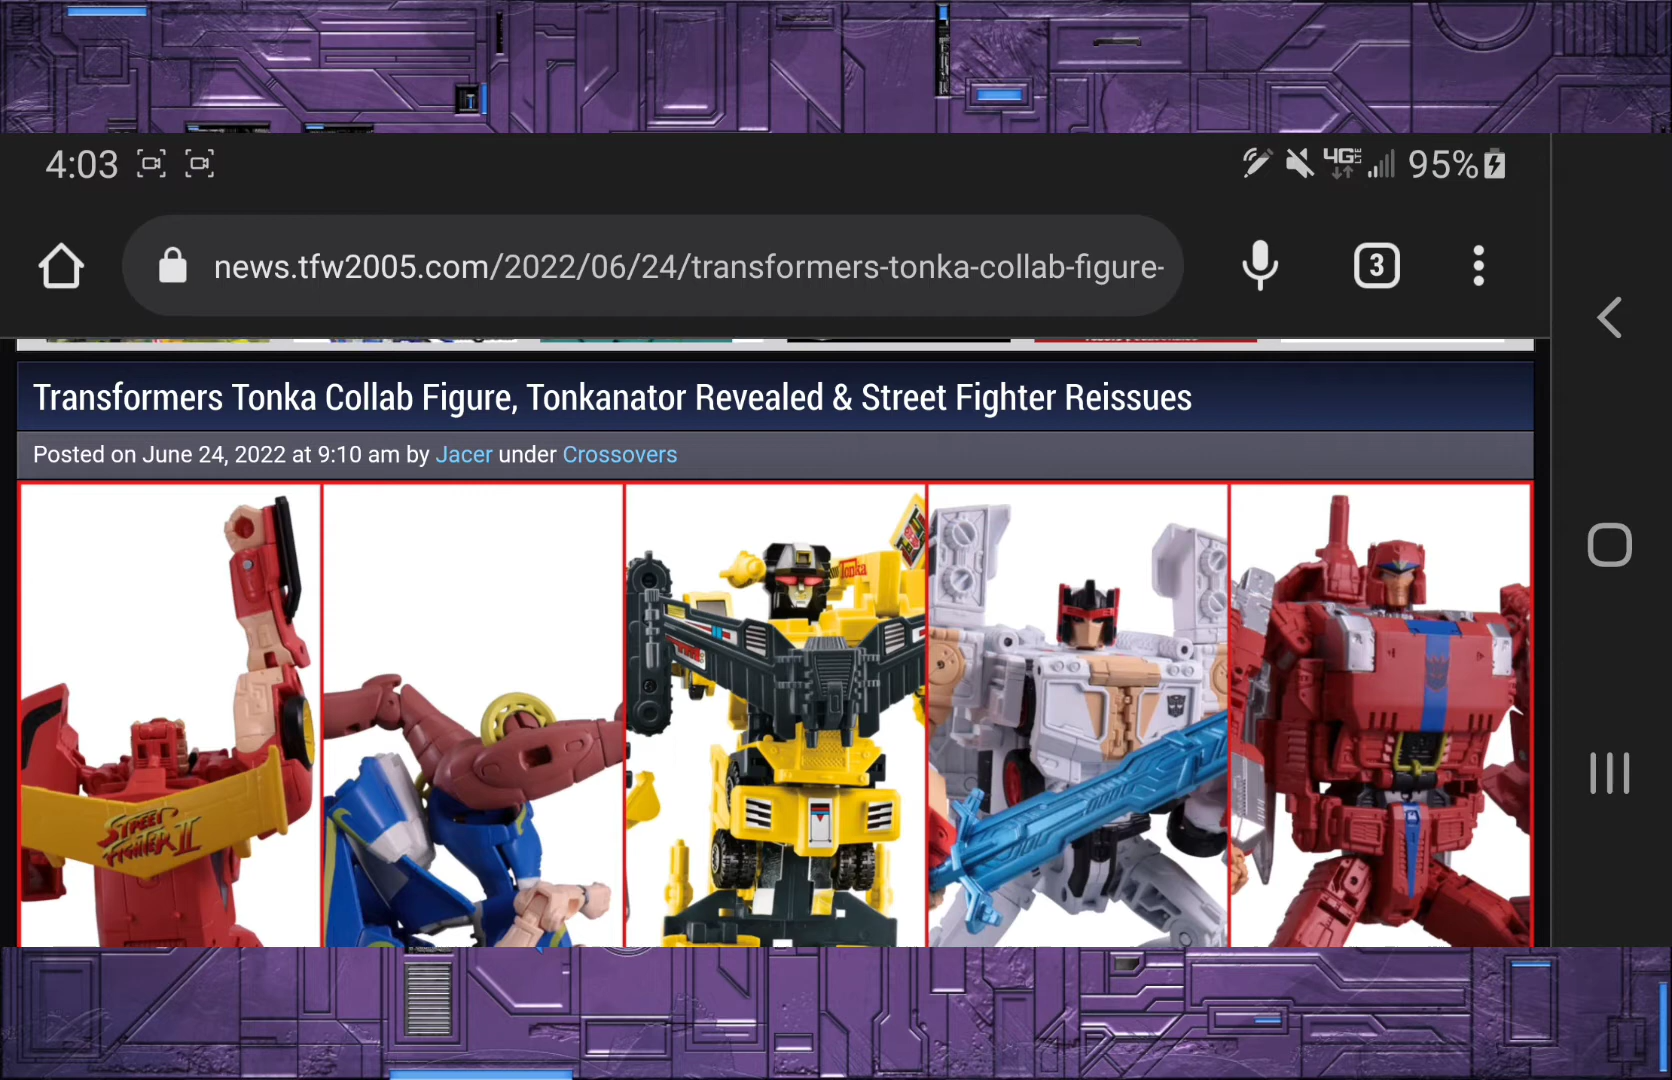 4:03
4G LTE
95%
news.tfw2005.com/2022/06/24/transformers-tonka-collab-figure-
3
Transformers Tonka Collab Figure, Tonkanator Revealed & Street Fighter Reissues
Posted on June 24, 2022 at 9:10 am by Jacer under Crossovers
Tonka
STREET
FIGHTER II